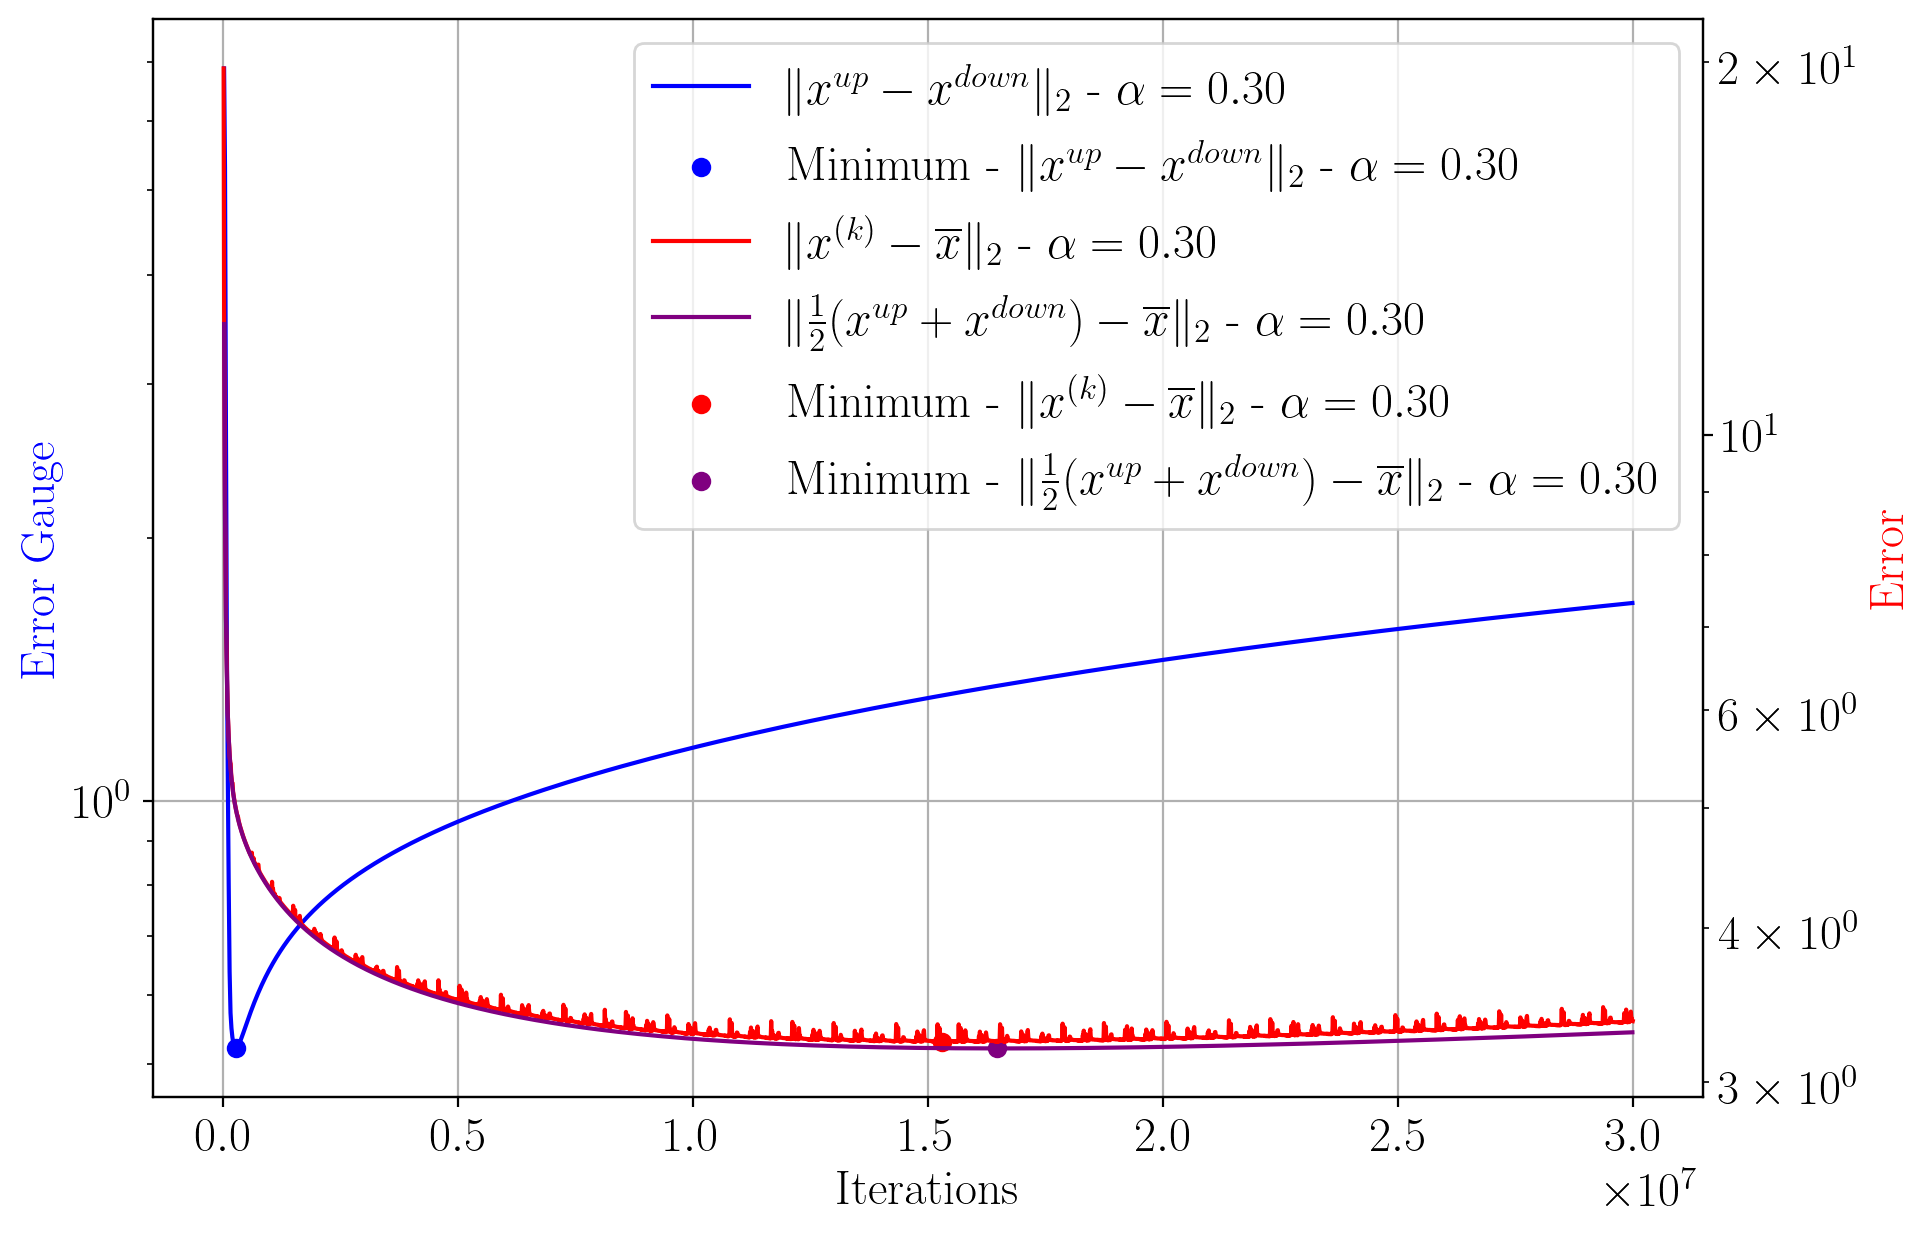 ‖x^{up} − x^{down}‖₂ - α = 0.30
Minimum - ‖x^{up} − x^{down}‖₂ - α = 0.30
‖x^{(k)} − x̅‖₂ - α = 0.30
‖½(x^{up} + x^{down}) − x̅‖₂ - α = 0.30
Minimum - ‖x^{(k)} − x̅‖₂ - α = 0.30
Minimum - ‖½(x^{up} + x^{down}) − x̅‖₂ - α = 0.30
Error Gauge
10⁰
2 × 10¹
10¹
6 × 10⁰
4 × 10⁰
3 × 10⁰
Error
0.0 0.5 1.0 1.5 2.0 2.5 3.0
Iterations
×10⁷